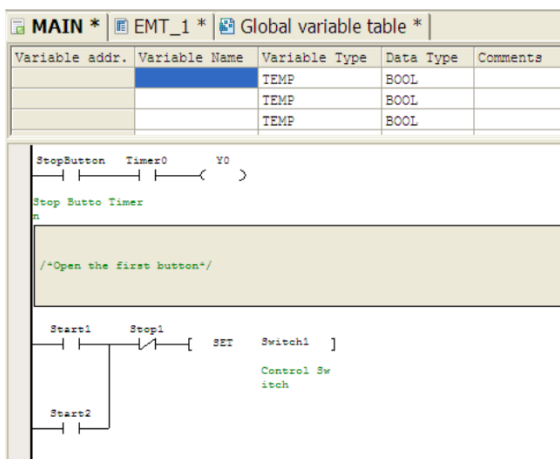 MAIN * EMT_1 * Global variable table *
Variable addr. Variable Name Variable Type Data Type Comments
TEMP BOOL
TEMP BOOL
TEMP BOOL
StopButton Timer0 Y0
Stop Butto Timer
n
/*Open the first button*/
Start1 Stop1
SET Switch1
Control Sw
itch
Start2